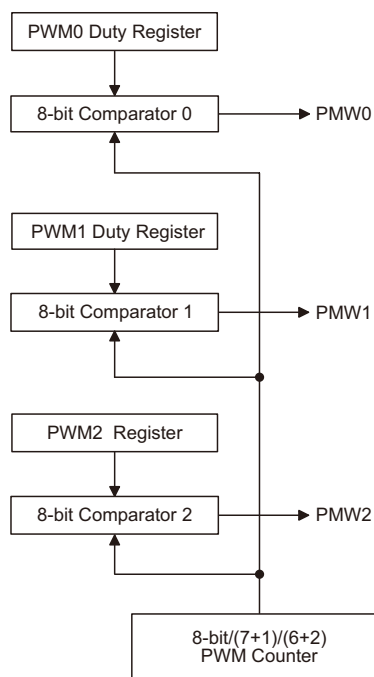 PWM0 Duty Register
8-bit Comparator 0
PMW0
PWM1 Duty Register
8-bit Comparator 1
PMW1
PWM2 Register
8-bit Comparator 2
PMW2
8-bit/(7+1)/(6+2)
PWM Counter